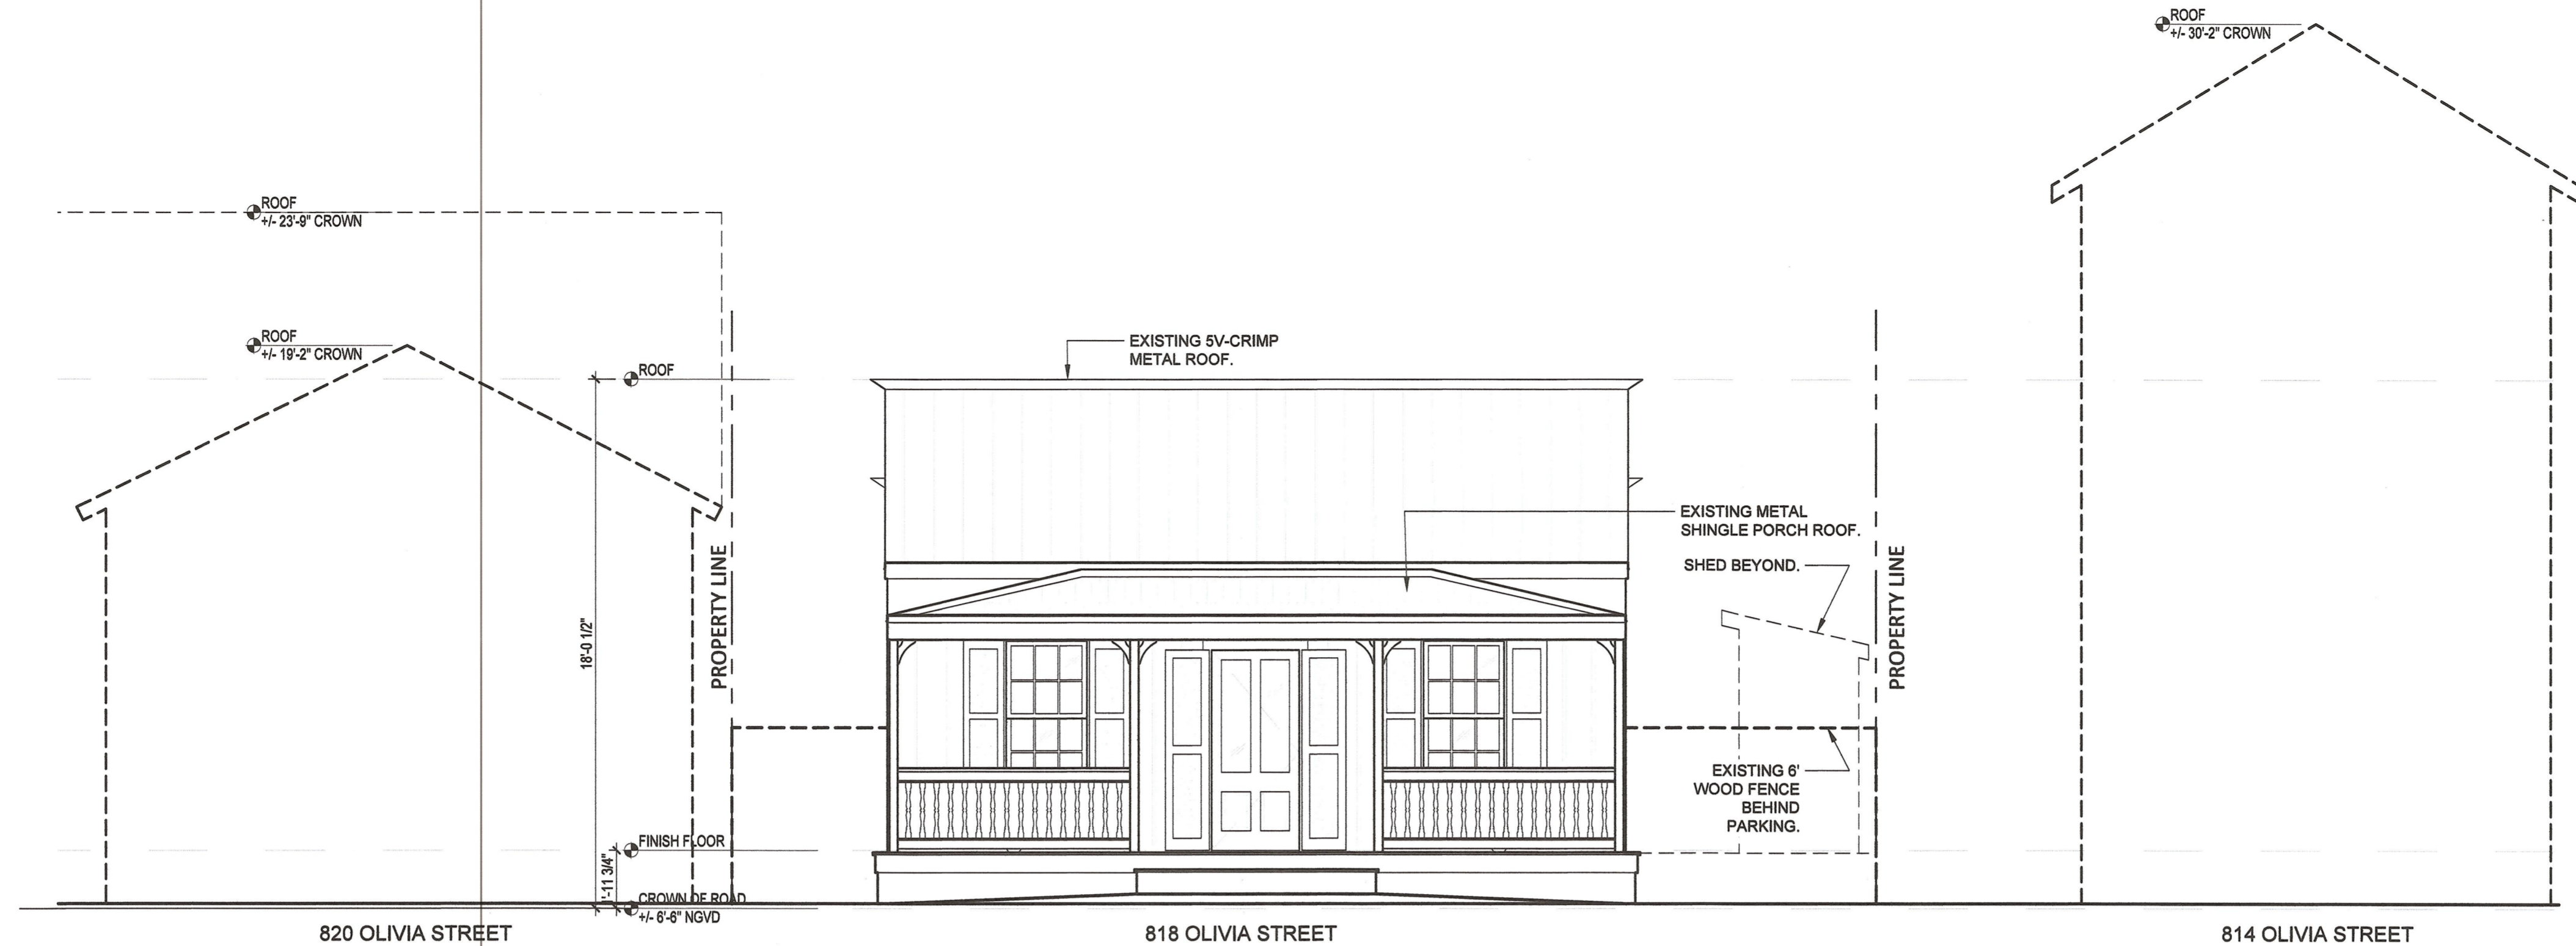 ROOF
+/- 30'-2" CROWN
ROOF
+/- 23'-9" CROWN
ROOF
+/- 19'-2" CROWN
ROOF
EXISTING 5V-CRIMP
METAL ROOF.
EXISTING METAL
SHINGLE PORCH ROOF.
SHED BEYOND.
PROPERTY LINE
PROPERTY LINE
18'-0 1/2"
EXISTING 6'
WOOD FENCE
BEHIND
PARKING.
FINISH FLOOR
1'-11 3/4"
CROWN OF ROAD
+/- 6'-6" NGVD
820 OLIVIA STREET
818 OLIVIA STREET
814 OLIVIA STREET